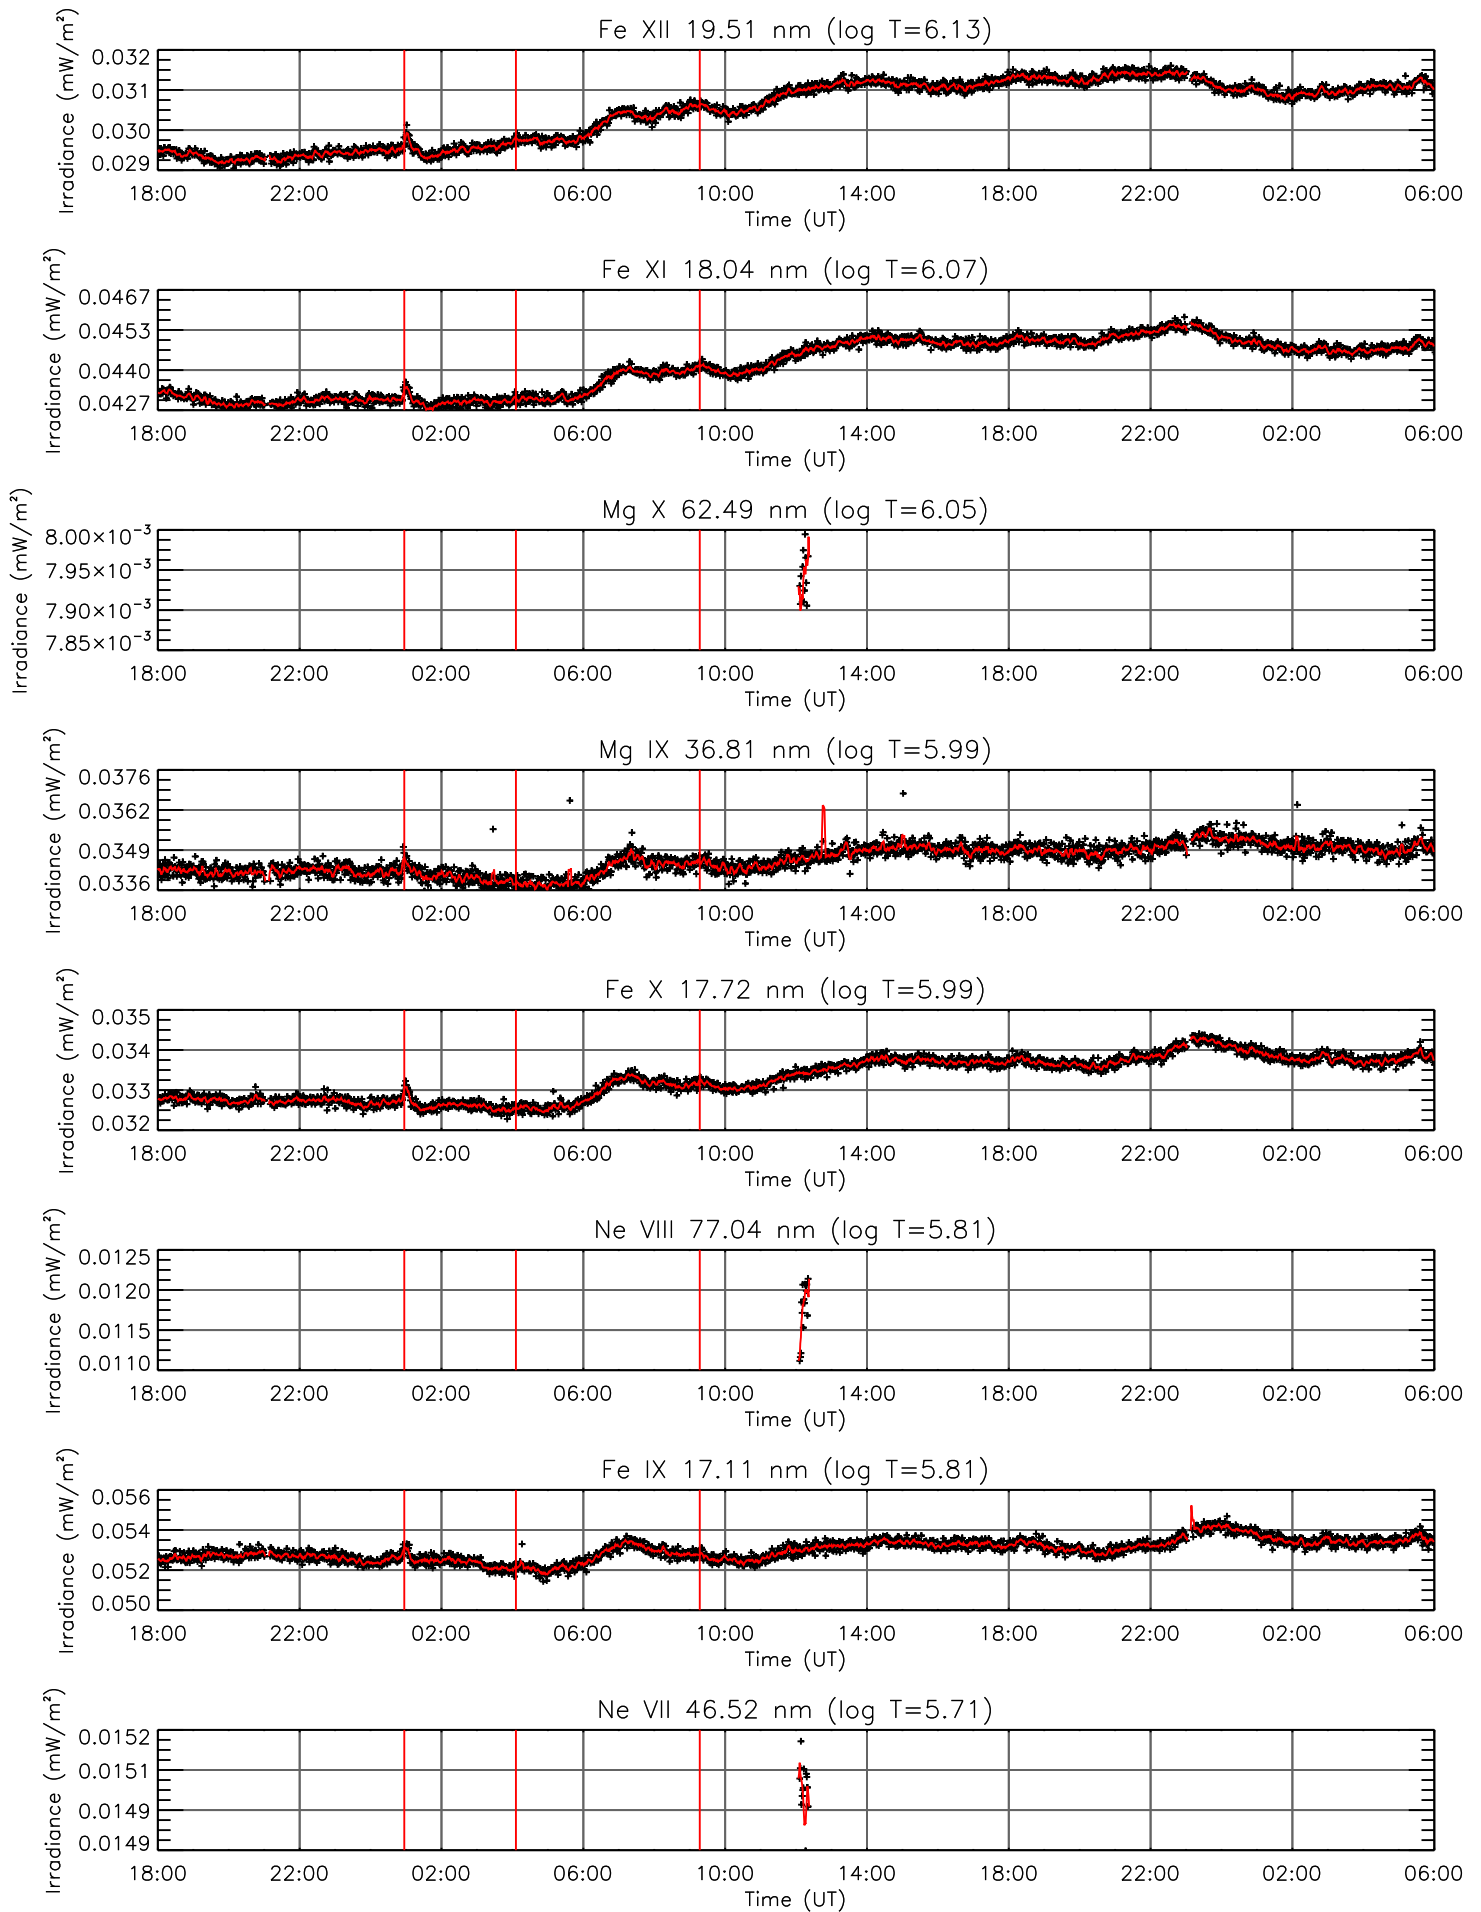 Fe XII 19.51 nm (log T=6.13)
Irradiance (mW/m²)
0.032
0.031
0.030
0.029
18:00 22:00 02:00 06:00 10:00 14:00 18:00 22:00 02:00 06:00
Time (UT)
Fe XI 18.04 nm (log T=6.07)
Irradiance (mW/m²)
0.0467
0.0453
0.0440
0.0427
18:00 22:00 02:00 06:00 10:00 14:00 18:00 22:00 02:00 06:00
Time (UT)
Mg X 62.49 nm (log T=6.05)
Irradiance (mW/m²)
8.00×10⁻³
7.95×10⁻³
7.90×10⁻³
7.85×10⁻³
18:00 22:00 02:00 06:00 10:00 14:00 18:00 22:00 02:00 06:00
Time (UT)
Mg IX 36.81 nm (log T=5.99)
Irradiance (mW/m²)
0.0376
0.0362
0.0349
0.0336
18:00 22:00 02:00 06:00 10:00 14:00 18:00 22:00 02:00 06:00
Time (UT)
Fe X 17.72 nm (log T=5.99)
Irradiance (mW/m²)
0.035
0.034
0.033
0.032
18:00 22:00 02:00 06:00 10:00 14:00 18:00 22:00 02:00 06:00
Time (UT)
Ne VIII 77.04 nm (log T=5.81)
Irradiance (mW/m²)
0.0125
0.0120
0.0115
0.0110
18:00 22:00 02:00 06:00 10:00 14:00 18:00 22:00 02:00 06:00
Time (UT)
Fe IX 17.11 nm (log T=5.81)
Irradiance (mW/m²)
0.056
0.054
0.052
0.050
18:00 22:00 02:00 06:00 10:00 14:00 18:00 22:00 02:00 06:00
Time (UT)
Ne VII 46.52 nm (log T=5.71)
Irradiance (mW/m²)
0.0152
0.0151
0.0149
0.0149
18:00 22:00 02:00 06:00 10:00 14:00 18:00 22:00 02:00 06:00
Time (UT)